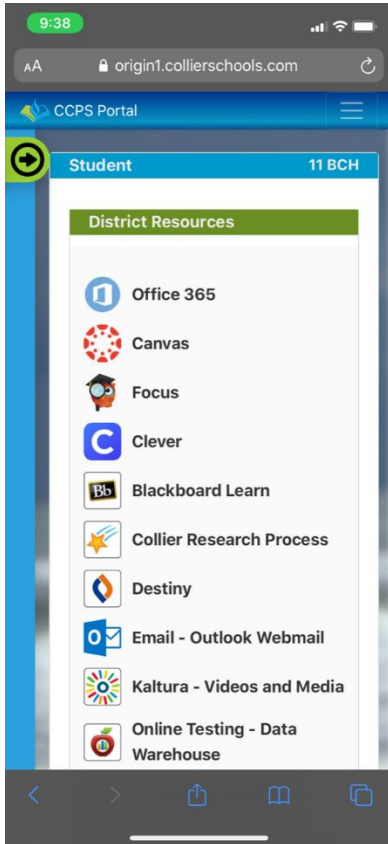 9:38
AA origin1.collierschools.com
CCPS Portal
Student 11 BCH
District Resources
Office 365
Canvas
Focus
C Clever
Bb Blackboard Learn
Collier Research Process
Destiny
Email - Outlook Webmail
Kaltura - Videos and Media
Online Testing - Data
Warehouse